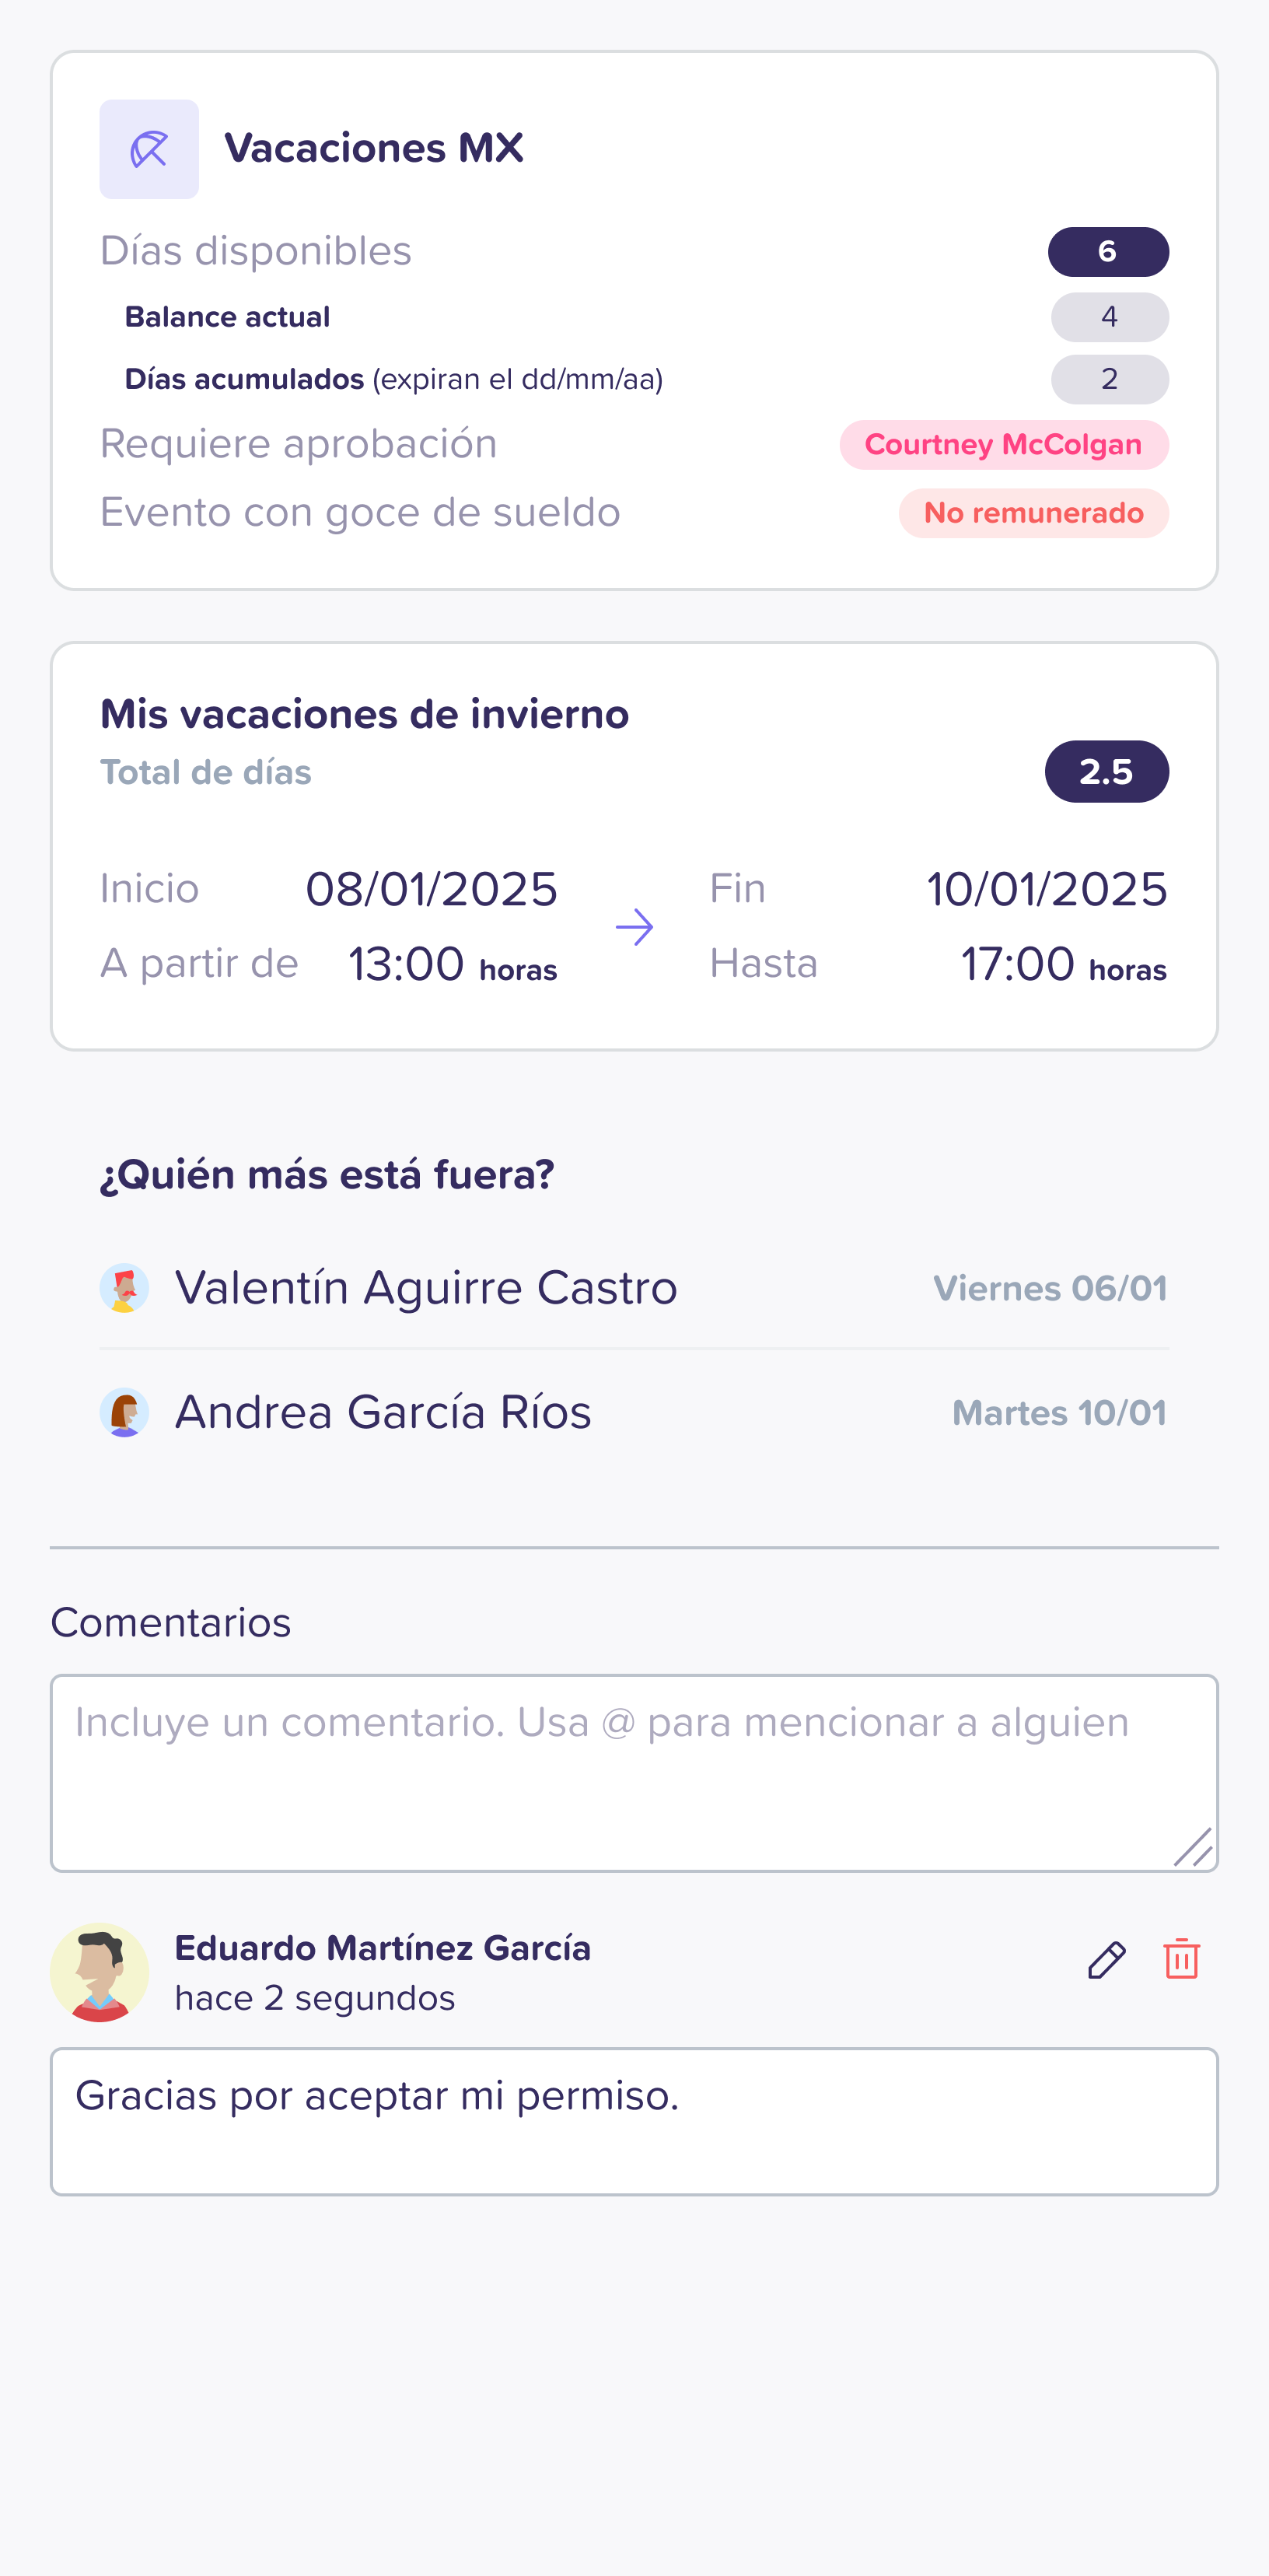 Vacaciones MX
Días disponibles 6
Balance actual 4
Días acumulados (expiran el dd/mm/aa) 2
Requiere aprobación Courtney McColgan
Evento con goce de sueldo No remunerado
Mis vacaciones de invierno
Total de días 2.5
Inicio 08/01/2025 Fin 10/01/2025
A partir de 13:00 horas Hasta 17:00 horas
¿Quién más está fuera?
Valentín Aguirre Castro Viernes 06/01
Andrea García Ríos Martes 10/01
Comentarios
Incluye un comentario. Usa @ para mencionar a alguien
Eduardo Martínez García
hace 2 segundos
Gracias por aceptar mi permiso.